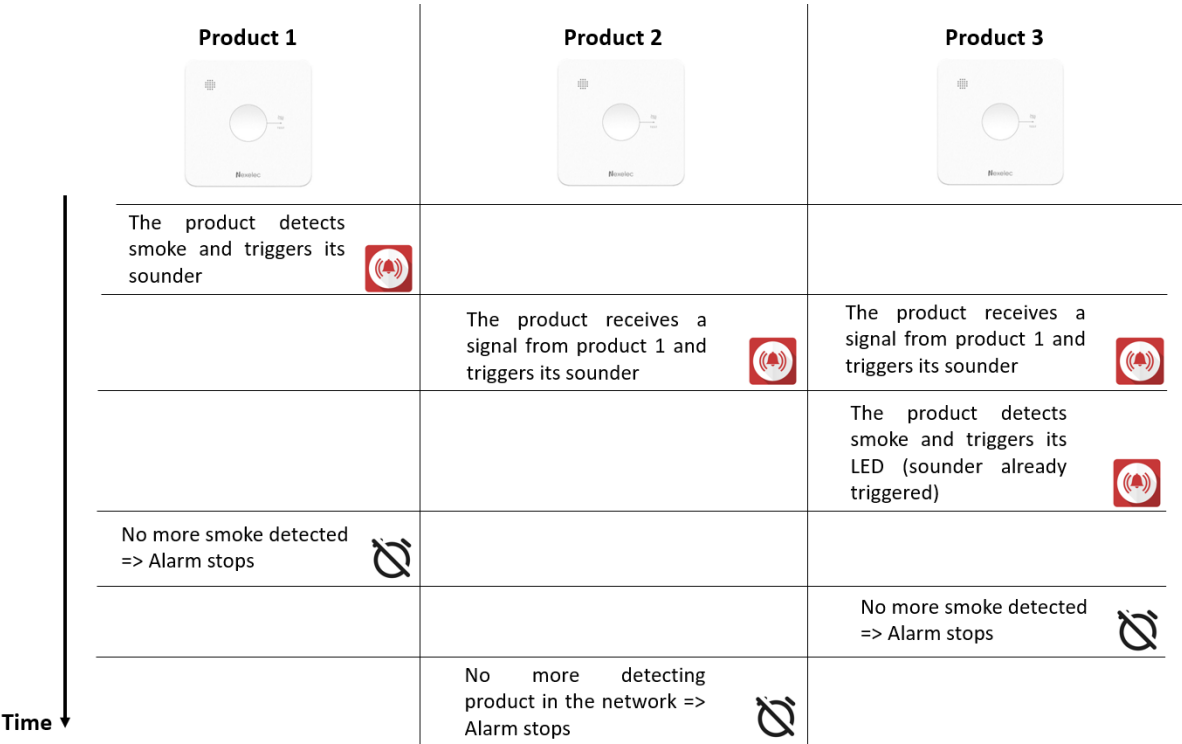 Product 1
Product 2
Product 3
Nexelec
Nexelec
Nexelec
The product detects
smoke and triggers its
sounder
The product receives a
signal from product 1 and
triggers its sounder
The product receives a
signal from product 1 and
triggers its sounder
The product detects
smoke and triggers its
LED (sounder already
triggered)
No more smoke detected
=> Alarm stops
No more smoke detected
=> Alarm stops
No more detecting
product in the network =>
Alarm stops
Time